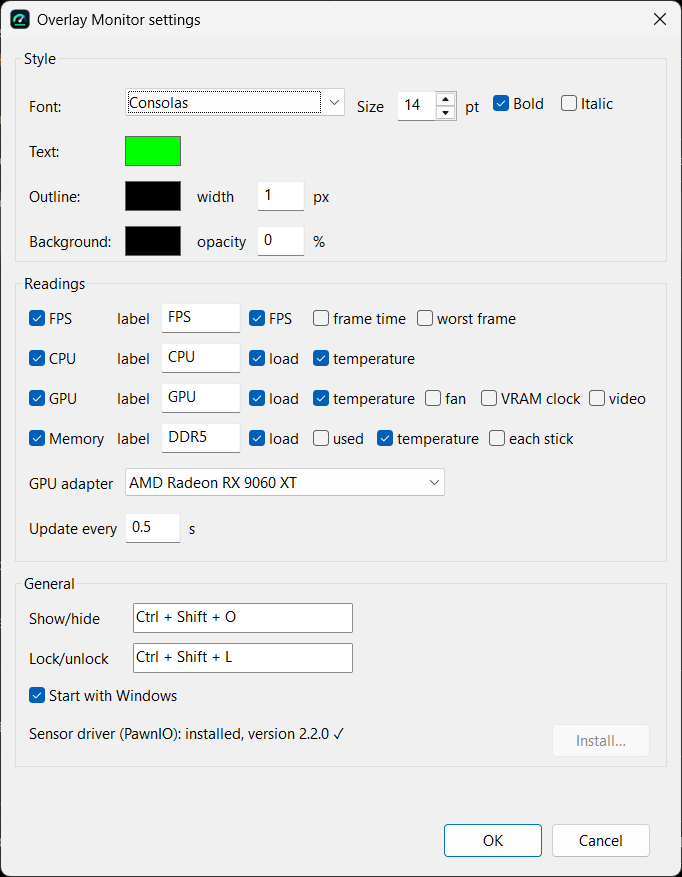 Overlay Monitor settings
Style
Font: Consolas Size 14 pt Bold Italic
Text:
Outline: width 1 px
Background: opacity 0 %
Readings
FPS label FPS FPS frame time worst frame
CPU label CPU load temperature
GPU label GPU load temperature fan VRAM clock video
Memory label DDR5 load used temperature each stick
GPU adapter AMD Radeon RX 9060 XT
Update every 0.5 s
General
Show/hide Ctrl + Shift + O
Lock/unlock Ctrl + Shift + L
Start with Windows
Sensor driver (PawnIO): installed, version 2.2.0 ✓
Install...
OK Cancel